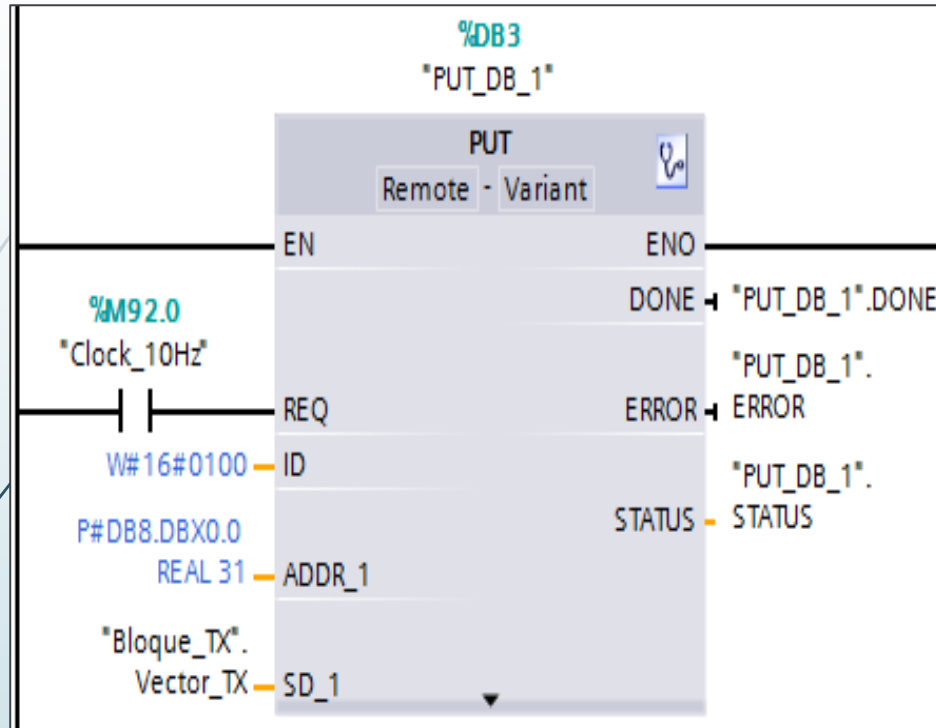 %DB3
"PUT_DB_1"
PUT
Remote - Variant
EN
ENO
DONE
"PUT_DB_1".DONE
%M92.0
"Clock_10Hz"
REQ
ERROR
"PUT_DB_1".
ERROR
W#16#0100
ID
STATUS
"PUT_DB_1".
STATUS
P#DB8.DBX0.0
REAL 31
ADDR_1
"Bloque_TX".
Vector_TX
SD_1